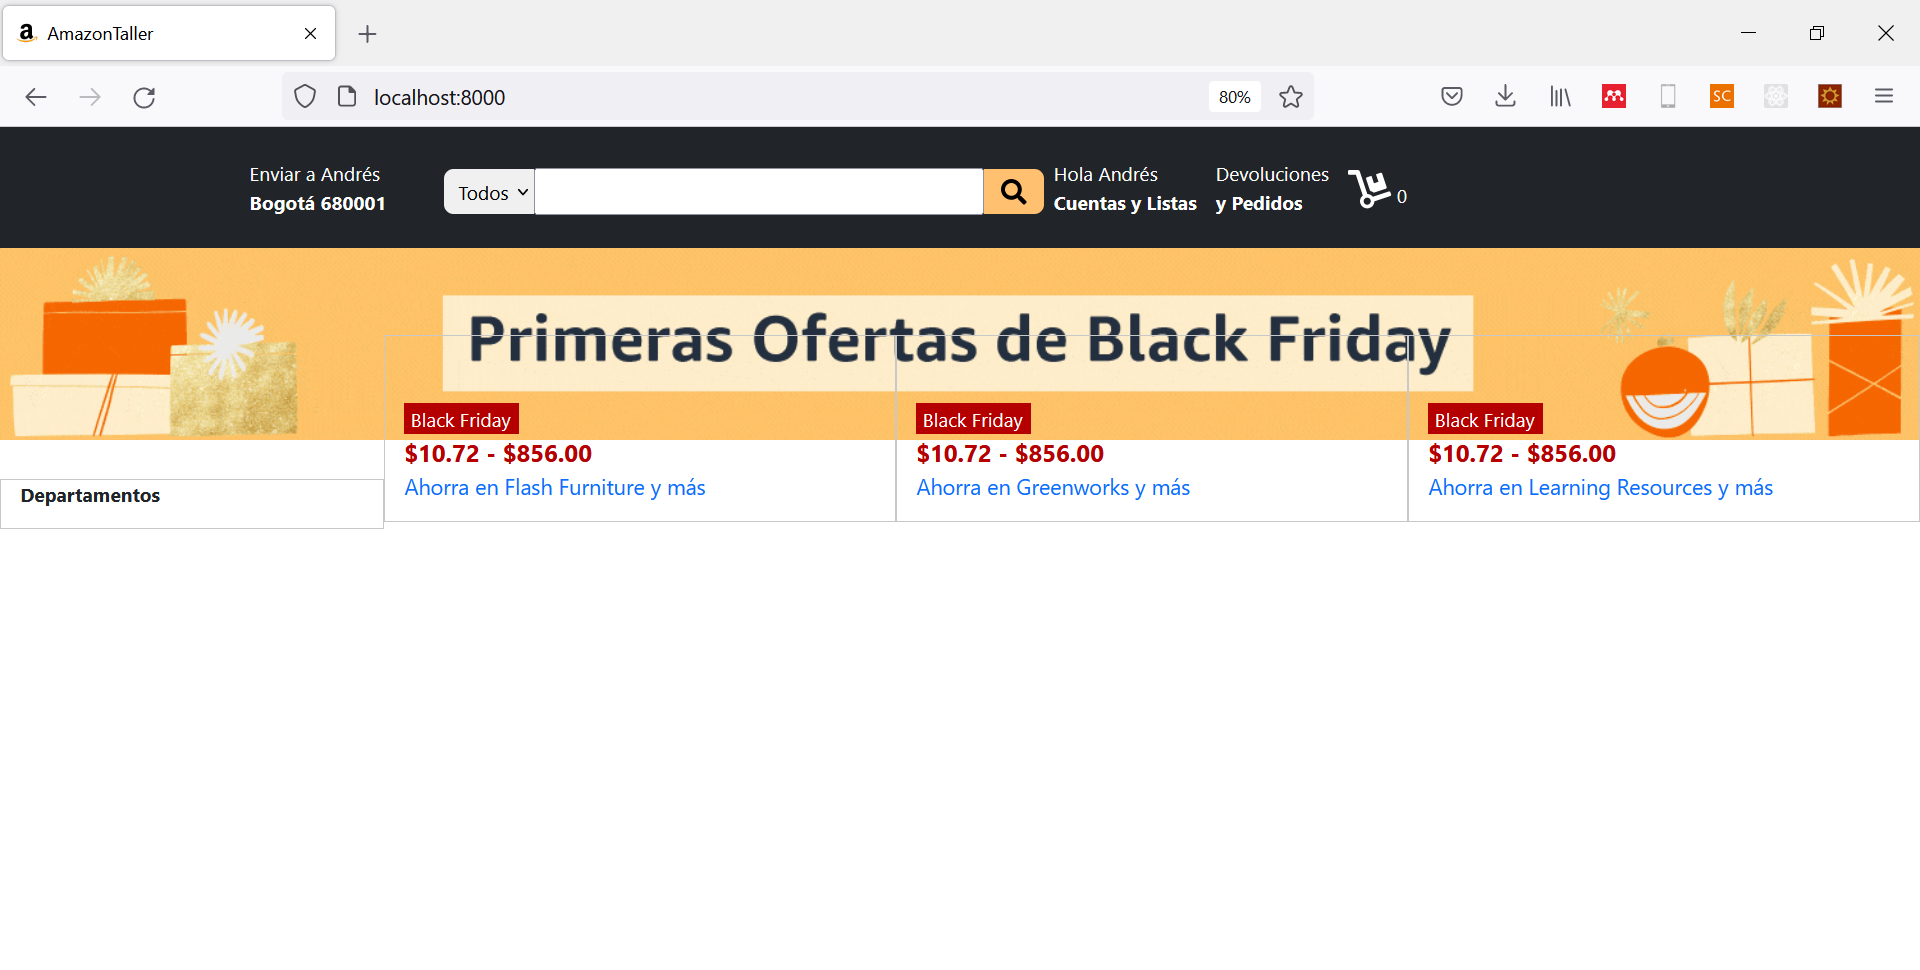 AmazonTaller
localhost:8000
80%
SC
Enviar a Andrés
Bogotá 680001
Todos
Hola Andrés
Cuentas y Listas
Devoluciones
y Pedidos
0
Primeras Ofertas de Black Friday
Black Friday
$10.72 - $856.00
Ahorra en Flash Furniture y más
Black Friday
$10.72 - $856.00
Ahorra en Greenworks y más
Black Friday
$10.72 - $856.00
Ahorra en Learning Resources y más
Departamentos